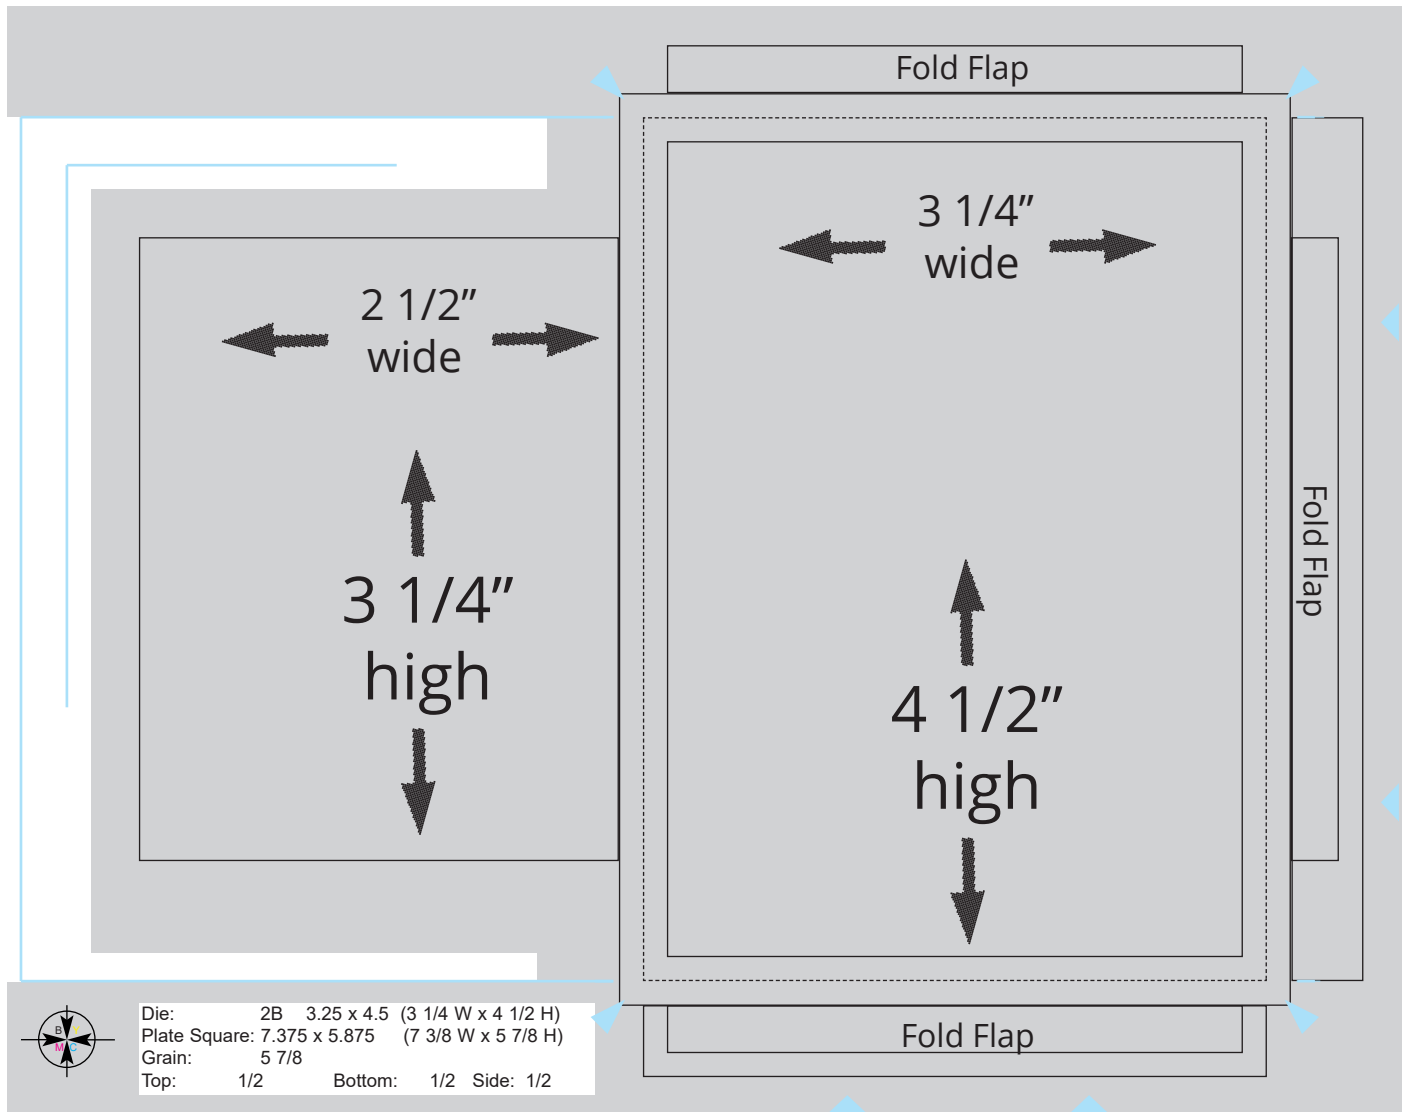 Fold Flap
3 1/4”
wide
2 1/2”
wide
3 1/4”
high
4 1/2”
high
Fold Flap
Fold Flap
B Y
M C
Die: 2B 3.25 x 4.5 (3 1/4 W x 4 1/2 H)
Plate Square: 7.375 x 5.875 (7 3/8 W x 5 7/8 H)
Grain: 5 7/8
Top: 1/2 Bottom: 1/2 Side: 1/2